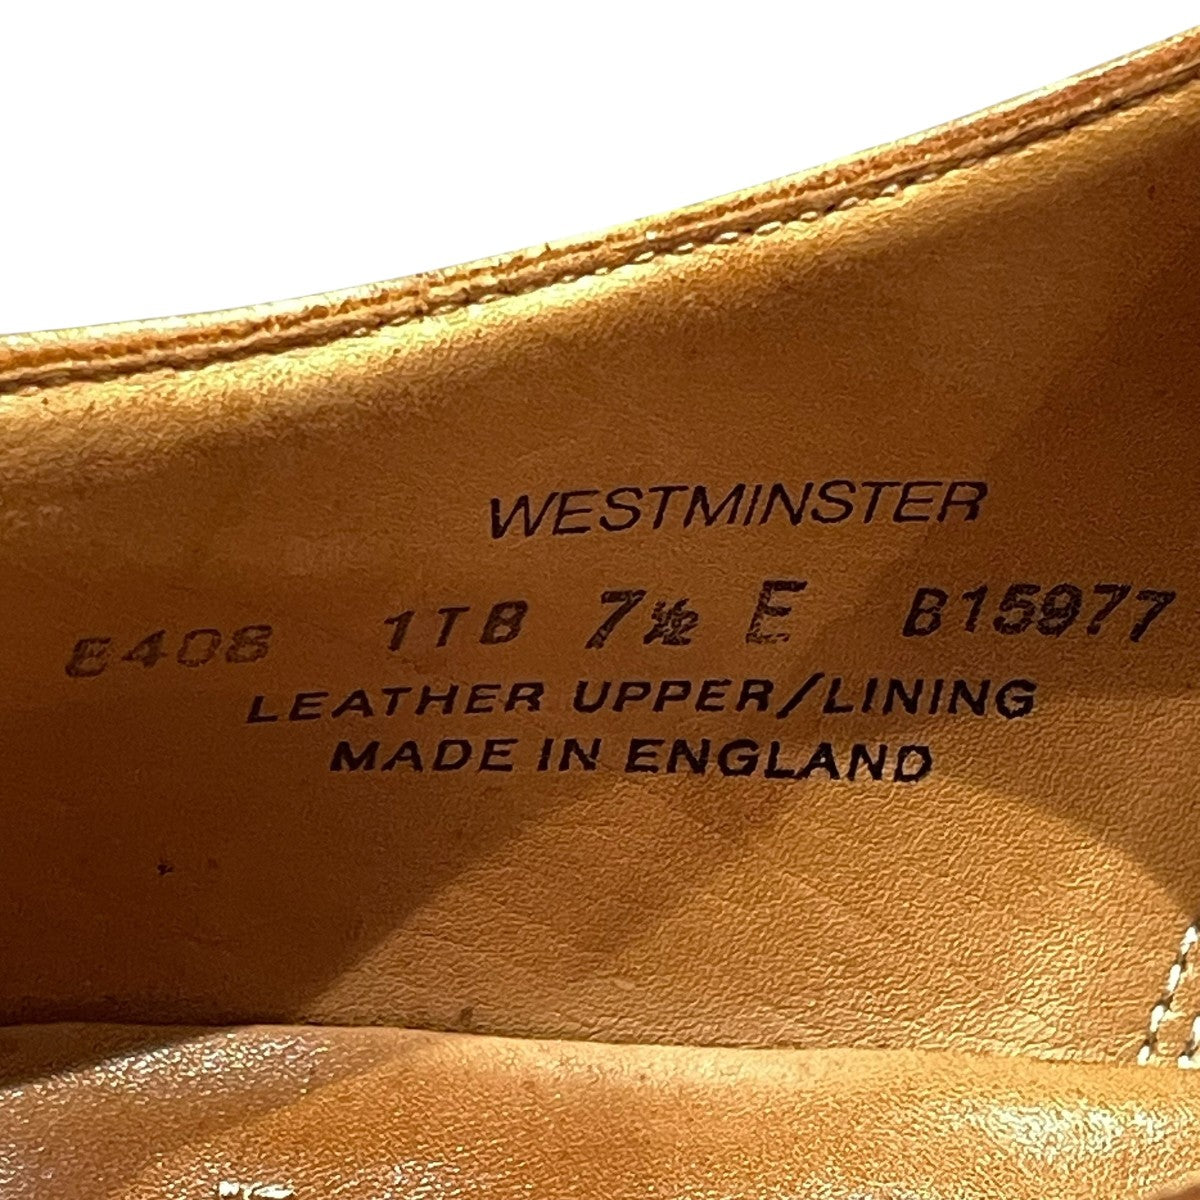 WESTMINSTER
E408 1TB 7½ E B15977
LEATHER UPPER/LINING
MADE IN ENGLAND